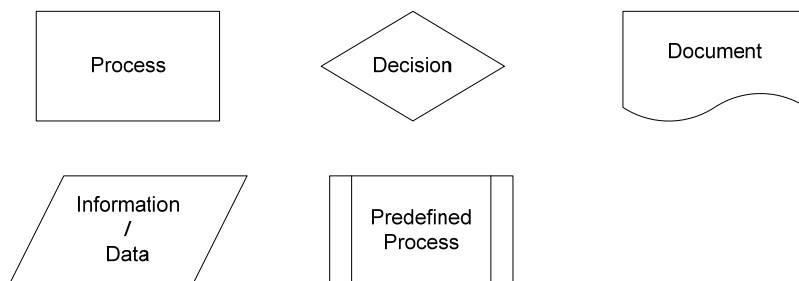 Process
Decision
Document
Information
/
Data
Predefined
Process